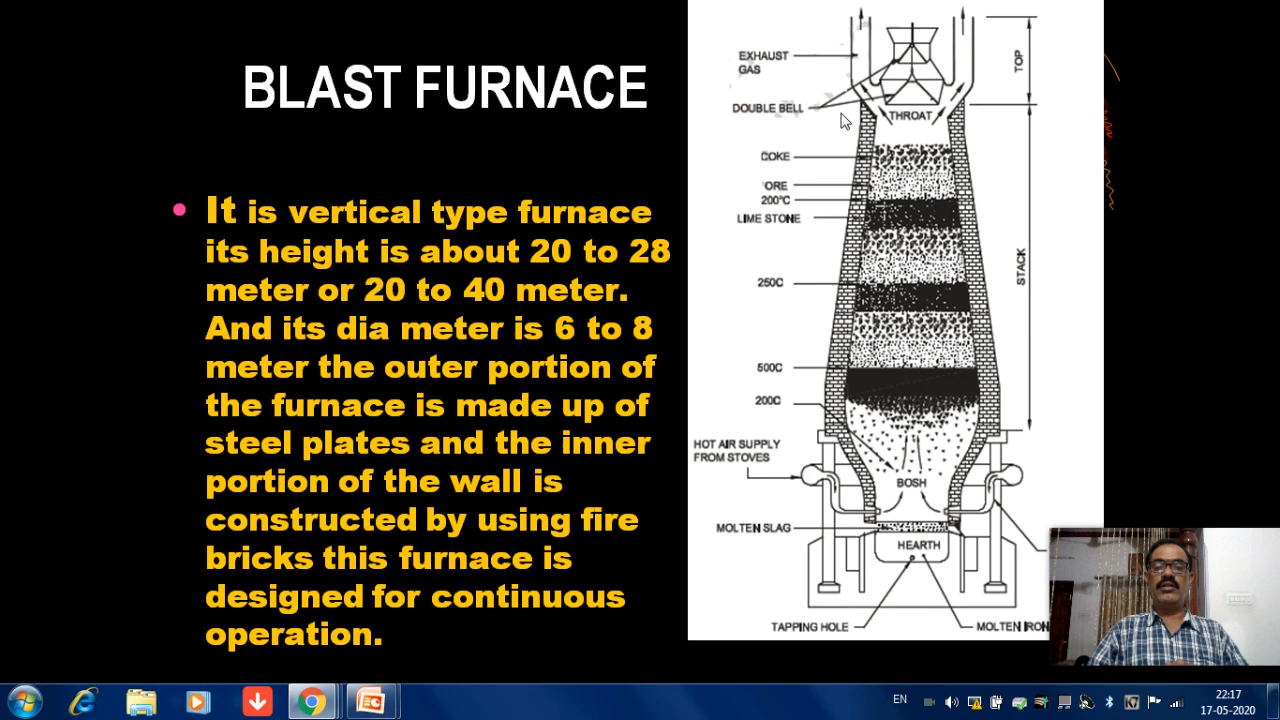 BLAST FURNACE
It is vertical type furnace
its height is about 20 to 28
meter or 20 to 40 meter.
And its dia meter is 6 to 8
meter the outer portion of
the furnace is made up of
steel plates and the inner
portion of the wall is
constructed by using fire
bricks this furnace is
designed for continuous
operation.
EXHAUST
GAS
DOUBLE BELL
THROAT
TOP
COKE
ORE
200°C
LIME STONE
250C
STACK
500C
200C
HOT AIR SUPPLY
FROM STOVES
BOSH
MOLTEN SLAG
HEARTH
TAPPING HOLE
MOLTEN IRON
EN
22:17
17-05-2020